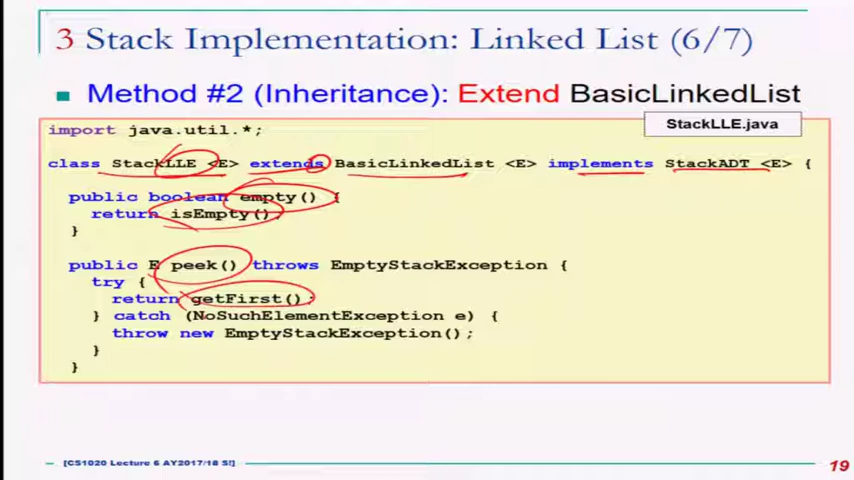 3 Stack Implementation: Linked List (6/7)
Method #2 (Inheritance): Extend BasicLinkedList
StackLLE.java
import java.util.*;
class StackLLE <E> extends BasicLinkedList <E> implements StackADT <E> {
public boolean empty() {
return isEmpty();
}
public E peek() throws EmptyStackException {
try {
return getFirst();
} catch (NoSuchElementException e) {
throw new EmptyStackException();
}
}
[CS1020 Lecture 6 AY2017/18 S!]
19